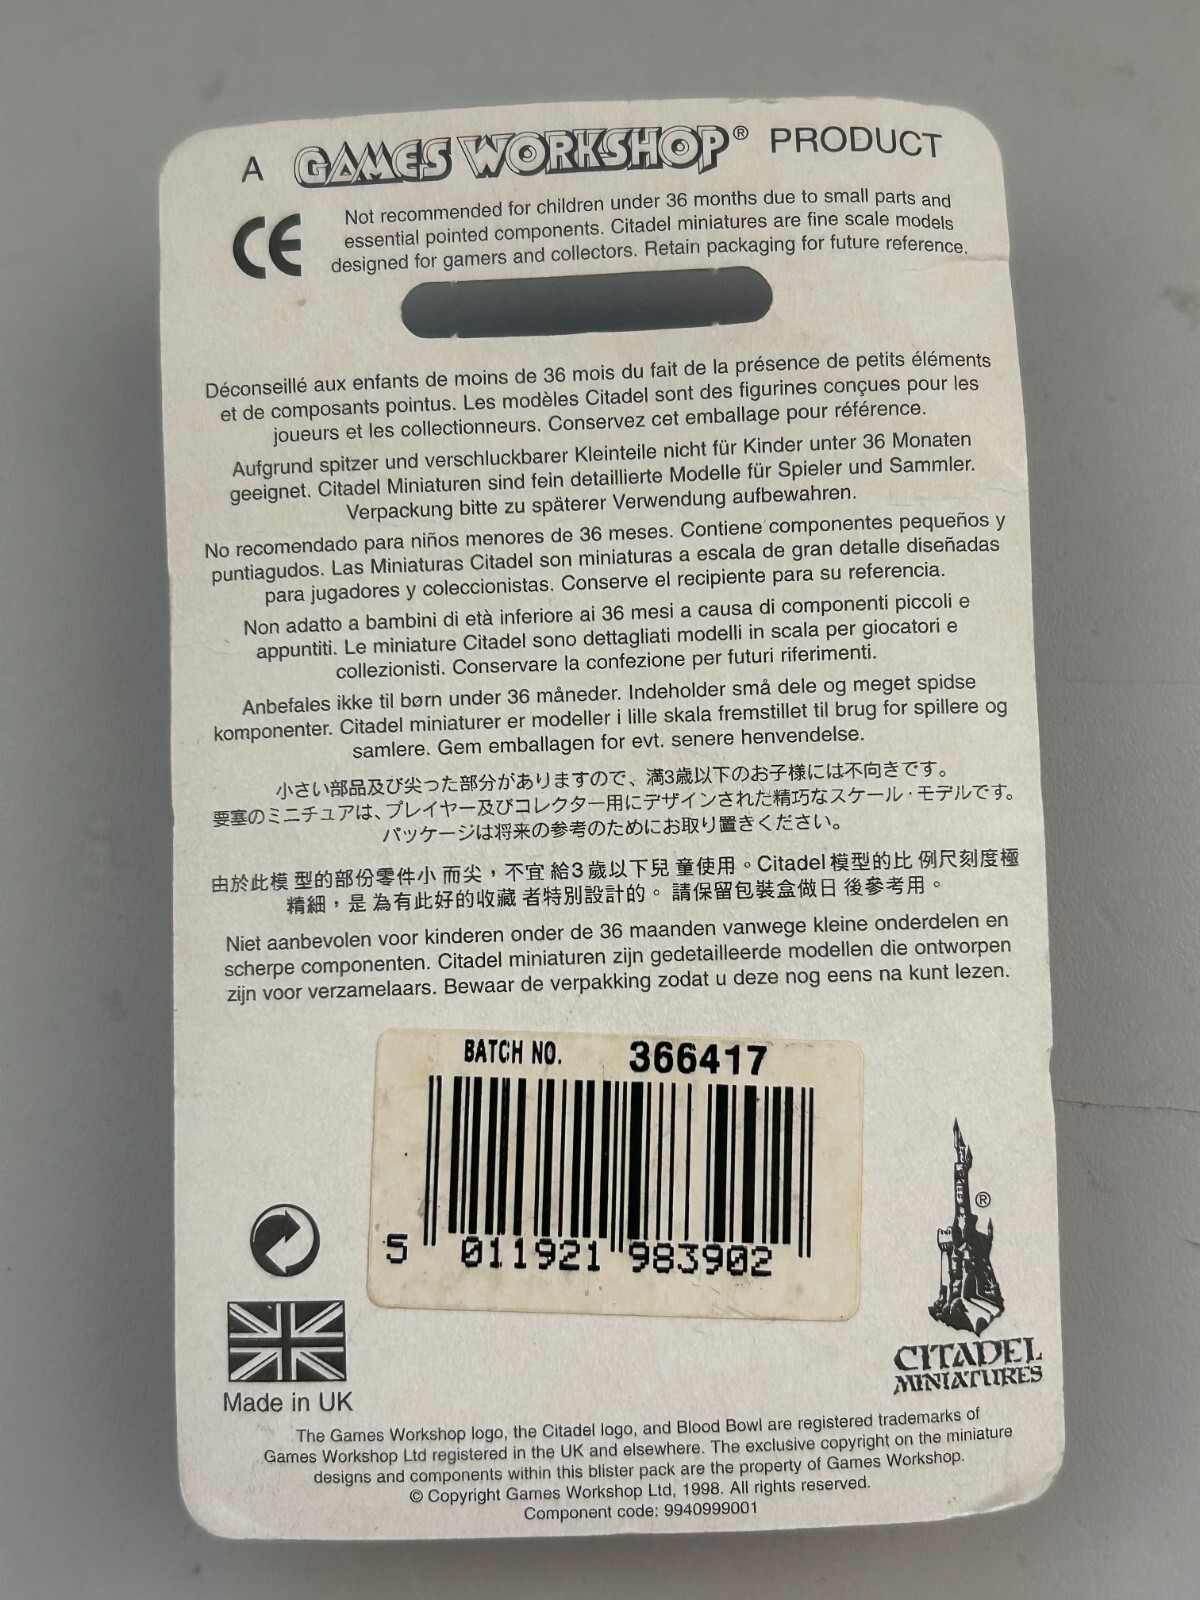 A GAMES WORKSHOP® PRODUCT
CE
Not recommended for children under 36 months due to small parts and
essential pointed components. Citadel miniatures are fine scale models
designed for gamers and collectors. Retain packaging for future reference.
Déconseillé aux enfants de moins de 36 mois du fait de la présence de petits éléments
et de composants pointus. Les modèles Citadel sont des figurines conçues pour les
joueurs et les collectionneurs. Conservez cet emballage pour référence.
Aufgrund spitzer und verschluckbarer Kleinteile nicht für Kinder unter 36 Monaten
geeignet. Citadel Miniaturen sind fein detaillierte Modelle für Spieler und Sammler.
Verpackung bitte zu späterer Verwendung aufbewahren.
No recomendado para niños menores de 36 meses. Contiene componentes pequeños y
puntiagudos. Las Miniaturas Citadel son miniaturas a escala de gran detalle diseñadas
para jugadores y coleccionistas. Conserve el recipiente para su referencia.
Non adatto a bambini di età inferiore ai 36 mesi a causa di componenti piccoli e
appuntiti. Le miniature Citadel sono dettagliati modelli in scala per giocatori e
collezionisti. Conservare la confezione per futuri riferimenti.
Anbefales ikke til børn under 36 måneder. Indeholder små dele og meget spidse
komponenter. Citadel miniaturer er modeller i lille skala fremstillet til brug for spillere og
samlere. Gem emballagen for evt. senere henvendelse.
小さい部品及び尖った部分がありますので、満3歳以下のお子様には不向きです。
要塞のミニチュアは、プレイヤー及びコレクター用にデザインされた精巧なスケール・モデルです。
パッケージは将来の参考のためにお取り置きください。
由於此模 型的部份零件小 而尖，不宜 給3歲以下兒 童使用。Citadel 模型的比 例尺刻度極
精細，是 為有此好的收藏 者特別設計的。 請保留包裝盒做日 後參考用。
Niet aanbevolen voor kinderen onder de 36 maanden vanwege kleine onderdelen en
scherpe componenten. Citadel miniaturen zijn gedetailleerde modellen die ontworpen
zijn voor verzamelaars. Bewaar de verpakking zodat u deze nog eens na kunt lezen.
BATCH NO. 366417
5 011921 983902
®
CITADEL
MINIATURES
Made in UK
The Games Workshop logo, the Citadel logo, and Blood Bowl are registered trademarks of
Games Workshop Ltd registered in the UK and elsewhere. The exclusive copyright on the miniature
designs and components within this blister pack are the property of Games Workshop.
© Copyright Games Workshop Ltd, 1998. All rights reserved.
Component code: 9940999001